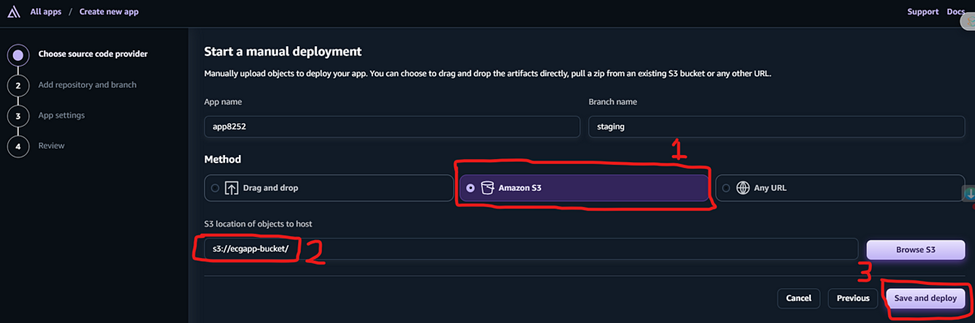 All apps / Create new app
Support Docs
Choose source code provider
2 Add repository and branch
3 App settings
4 Review
Start a manual deployment
Manually upload objects to deploy your app. You can choose to drag and drop the artifacts directly, pull a zip from an existing S3 bucket or any other URL.
App name
Branch name
app8252
staging
1
Method
Drag and drop
Amazon S3
Any URL
S3 location of objects to host
s3://ecgapp-bucket/
2
Browse S3
3
Cancel
Previous
Save and deploy